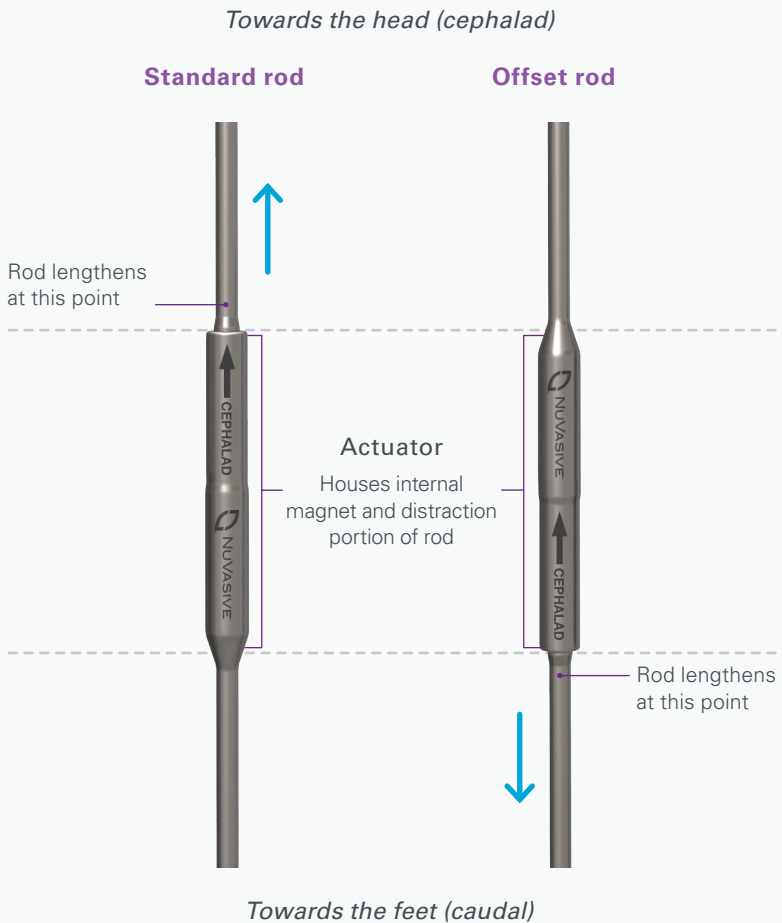 Towards the head (cephalad)
Standard rod
Offset rod
Rod lengthens
at this point
CEPHALAD
NUVASIVE
Actuator
Houses internal
magnet and distraction
portion of rod
NUVASIVE
CEPHALAD
Rod lengthens
at this point
Towards the feet (caudal)